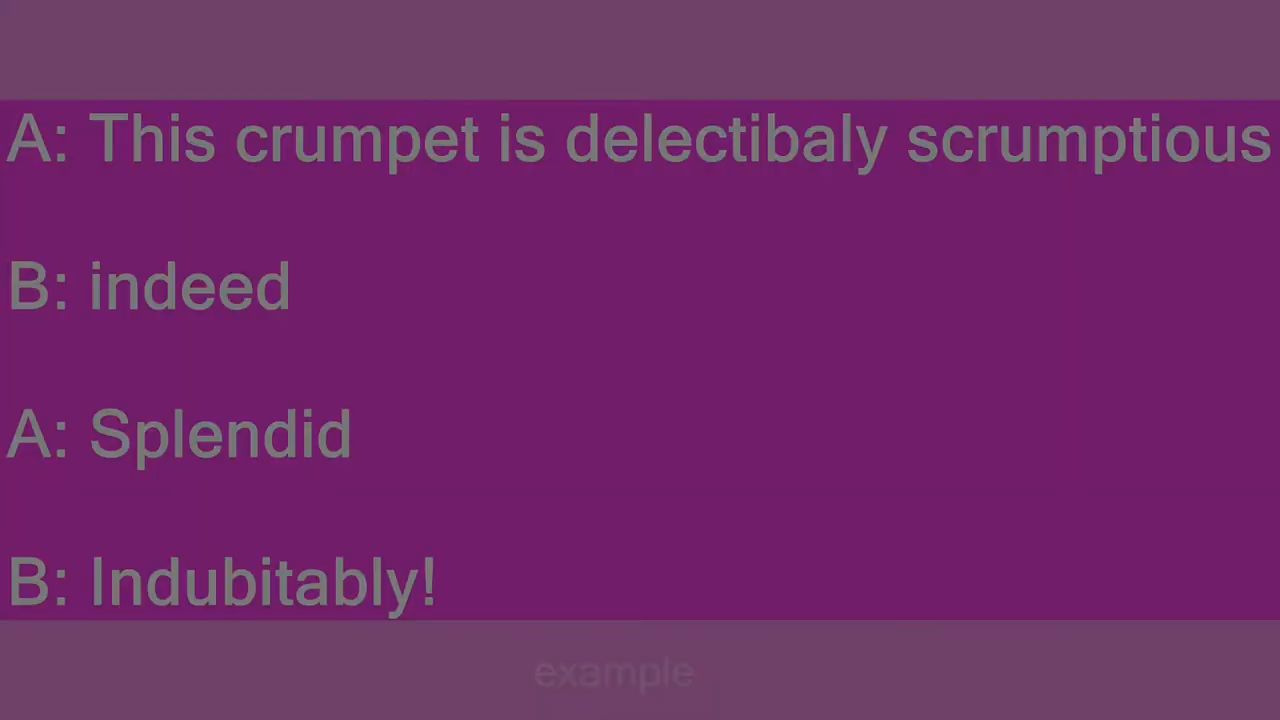 A: This crumpet is delectibaly scrumptious
B: indeed
A: Splendid
B: Indubitably!
example